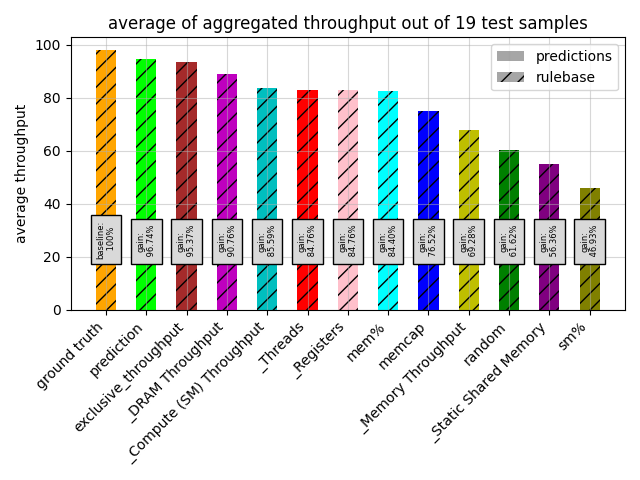 average of aggregated throughput out of 19 test samples
predictions
rulebase
average throughput
100
80
60
40
20
0
baseline:
100%
gain:
96.74%
gain:
95.37%
gain:
90.76%
gain:
85.59%
gain:
84.76%
gain:
84.76%
gain:
84.40%
gain:
76.52%
gain:
69.28%
gain:
61.62%
gain:
56.36%
gain:
46.93%
ground truth
prediction
exclusive_throughput
_DRAM Throughput
_Compute (SM) Throughput
_Threads
_Registers
mem%
memcap
_Memory Throughput
random
_Static Shared Memory
sm%